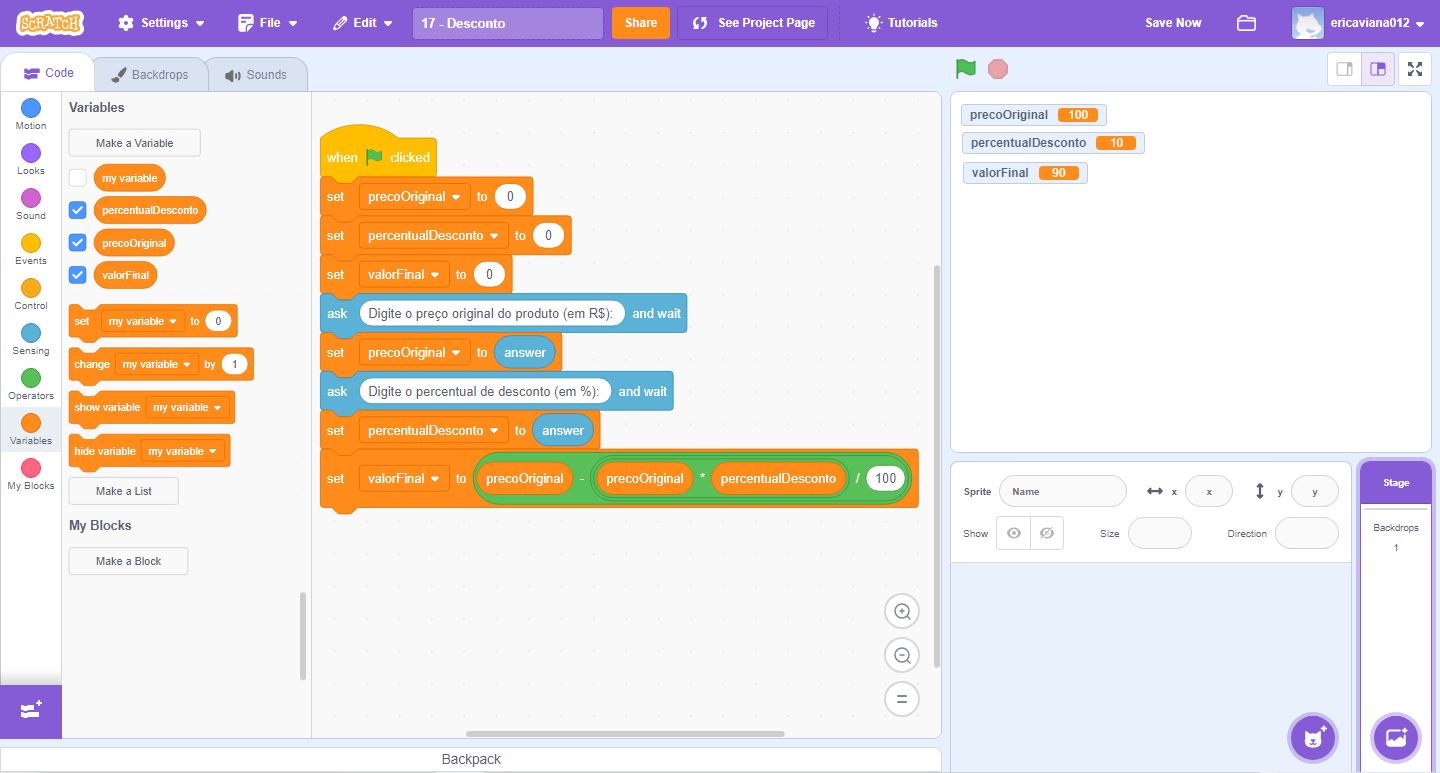 SCRATCH Settings File Edit 17 - Desconto Share See Project Page Tutorials Save Now ericaviana012
Code Backdrops Sounds
Motion
Looks
Sound
Events
Control
Sensing
Operators
Variables
My Blocks
Variables
Make a Variable
my variable
percentualDesconto
precoOriginal
valorFinal
set my variable to 0
change my variable by 1
show variable my variable
hide variable my variable
Make a List
My Blocks
Make a Block
when clicked
set precoOriginal to 0
set percentualDesconto to 0
set valorFinal to 0
ask Digite o preço original do produto (em R$): and wait
set precoOriginal to answer
ask Digite o percentual de desconto (em %): and wait
set percentualDesconto to answer
set valorFinal to precoOriginal - precoOriginal * percentualDesconto / 100
Backpack
precoOriginal 100
percentualDesconto 10
valorFinal 90
Sprite Name x x y y
Show Size Direction
Stage
Backdrops
1